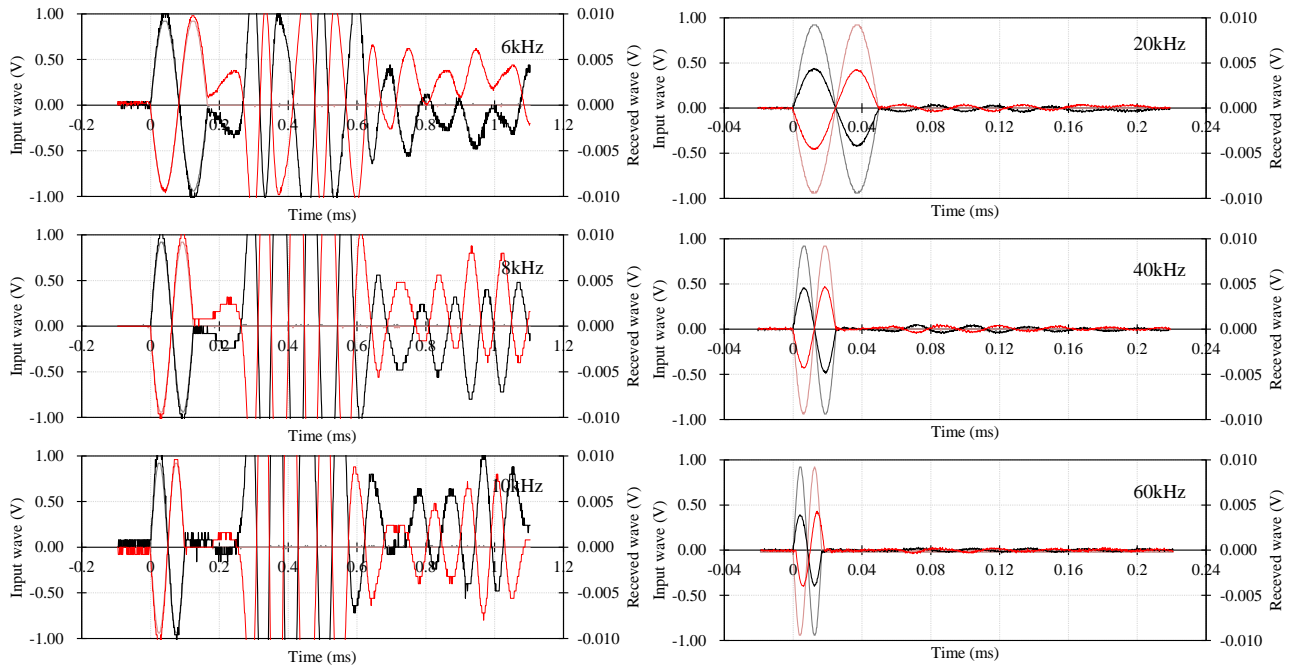 1.00 0.010 1.00 0.010
6kHz 20kHz
0.50 0.005 0.50 0.005
0.00 0.000 0.00 0.000
-0.2 0 0.2 0.4 0.6 0.8 1 1.2 -0.04 0 0.04 0.08 0.12 0.16 0.2 0.24
-0.50 -0.005 -0.50 -0.005
-1.00 -0.010 -1.00 -0.010
Input wave (V) Receved wave (V) Input wave (V) Receved wave (V)
Time (ms) Time (ms)
1.00 0.010 1.00 0.010
8kHz 40kHz
0.50 0.005 0.50 0.005
0.00 0.000 0.00 0.000
-0.2 0 0.2 0.4 0.6 0.8 1 1.2 -0.04 0 0.04 0.08 0.12 0.16 0.2 0.24
-0.50 -0.005 -0.50 -0.005
-1.00 -0.010 -1.00 -0.010
Input wave (V) Receved wave (V) Input wave (V) Receved wave (V)
Time (ms) Time (ms)
1.00 0.010 1.00 0.010
10kHz 60kHz
0.50 0.005 0.50 0.005
0.00 0.000 0.00 0.000
-0.2 0 0.2 0.4 0.6 0.8 1 1.2 -0.04 0 0.04 0.08 0.12 0.16 0.2 0.24
-0.50 -0.005 -0.50 -0.005
-1.00 -0.010 -1.00 -0.010
Input wave (V) Receved wave (V) Input wave (V) Receved wave (V)
Time (ms) Time (ms)